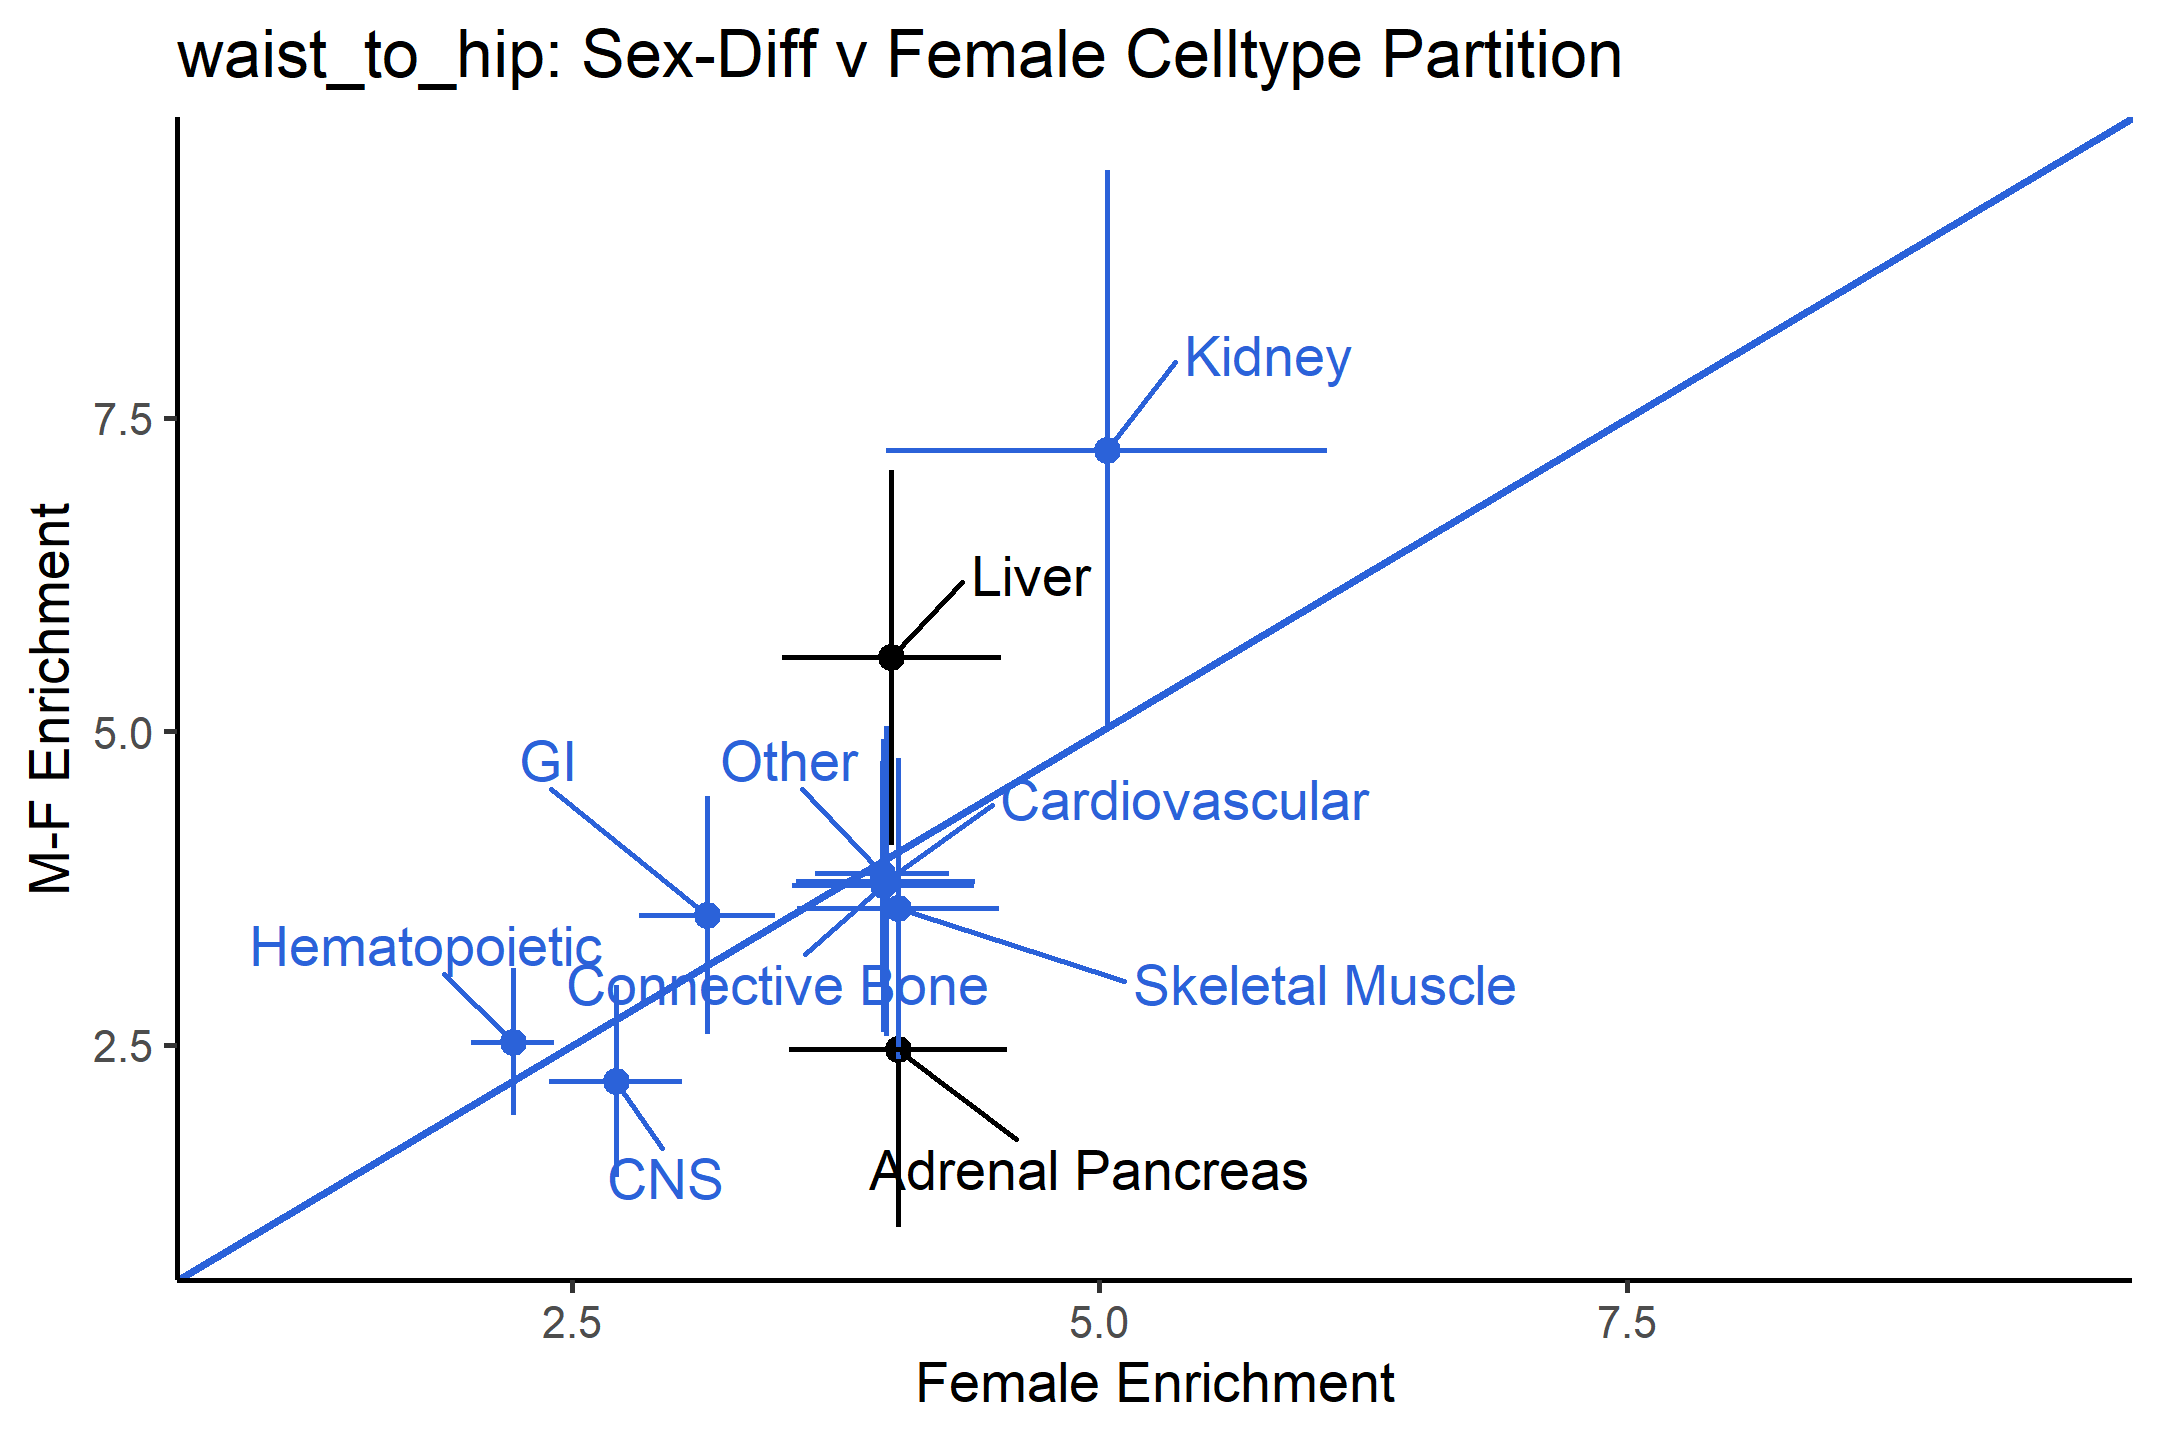 waist_to_hip: Sex-Diff v Female Celltype Partition
M-F Enrichment
7.5
5.0
2.5
Kidney
Liver
GI
Other
Cardiovascular
Hematopoietic
Connective Bone
Skeletal Muscle
CNS
Adrenal Pancreas
2.5
5.0
7.5
Female Enrichment